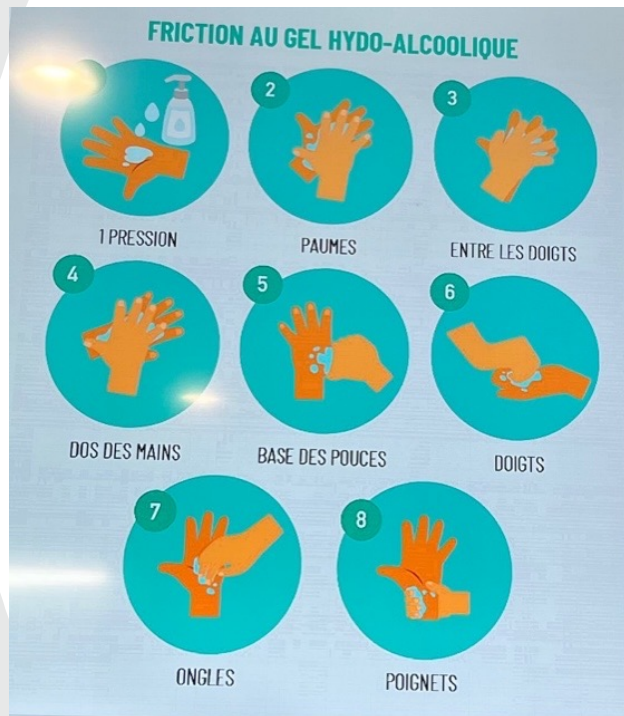 FRICTION AU GEL HYDO-ALCOOLIQUE
1 PRESSION
2
PAUMES
3
ENTRE LES DOIGTS
4
DOS DES MAINS
5
BASE DES POUCES
6
DOIGTS
7
ONGLES
8
POIGNETS